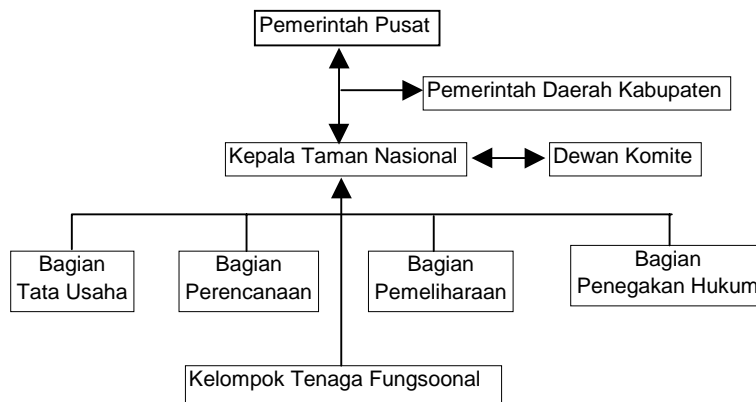 Pemerintah Pusat
Pemerintah Daerah Kabupaten
Kepala Taman Nasional
Dewan Komite
Bagian
Tata Usaha
Bagian
Perencanaan
Bagian
Pemeliharaan
Bagian
Penegakan Hukum
Kelompok Tenaga Fungsoonal